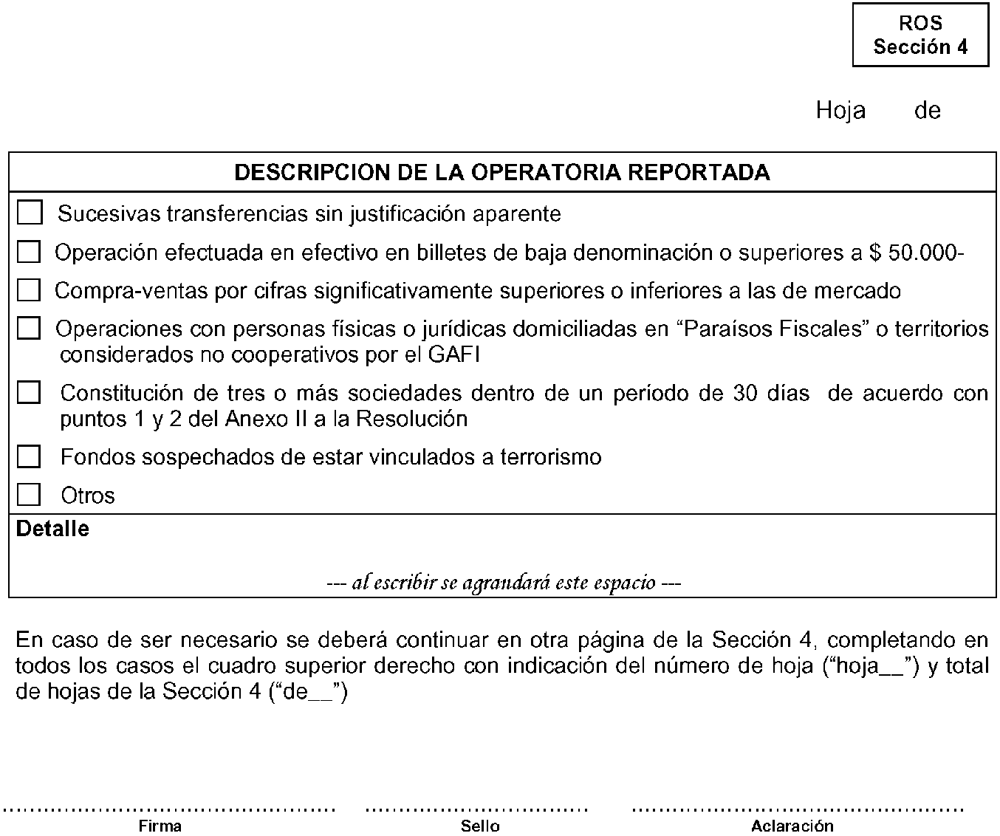 ROS
Sección 4
Hoja de
DESCRIPCION DE LA OPERATORIA REPORTADA
Sucesivas transferencias sin justificación aparente
Operación efectuada en efectivo en billetes de baja denominación o superiores a $ 50.000-
Compra-ventas por cifras significativamente superiores o inferiores a las de mercado
Operaciones con personas físicas o jurídicas domiciliadas en “Paraísos Fiscales” o territorios
considerados no cooperativos por el GAFI
Constitución de tres o más sociedades dentro de un período de 30 días de acuerdo con
puntos 1 y 2 del Anexo II a la Resolución
Fondos sospechados de estar vinculados a terrorismo
Otros
Detalle
--- al escribir se agrandará este espacio ---
En caso de ser necesario se deberá continuar en otra página de la Sección 4, completando en
todos los casos el cuadro superior derecho con indicación del número de hoja (“hoja__”) y total
de hojas de la Sección 4 (“de__”)
Firma Sello Aclaración